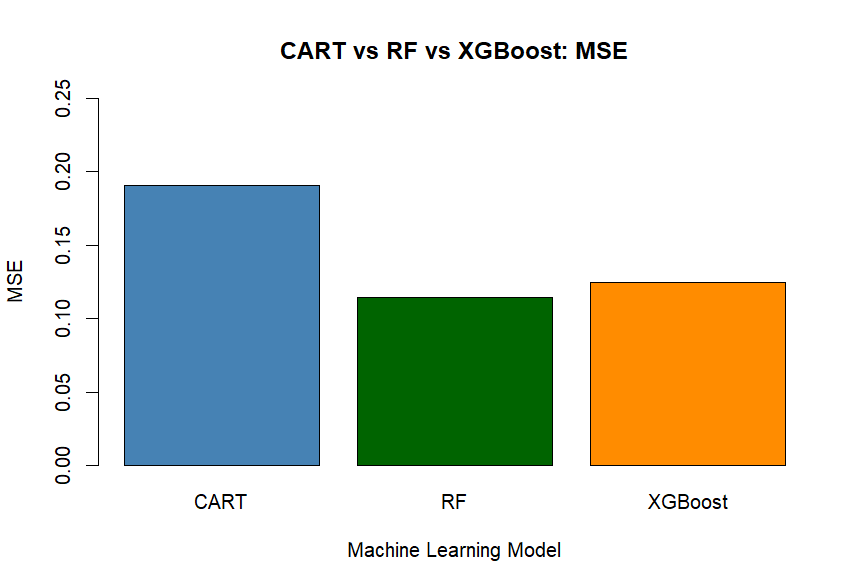 CART vs RF vs XGBoost: MSE
MSE
0.25
0.20
0.15
0.10
0.05
0.00
CART
RF
XGBoost
Machine Learning Model